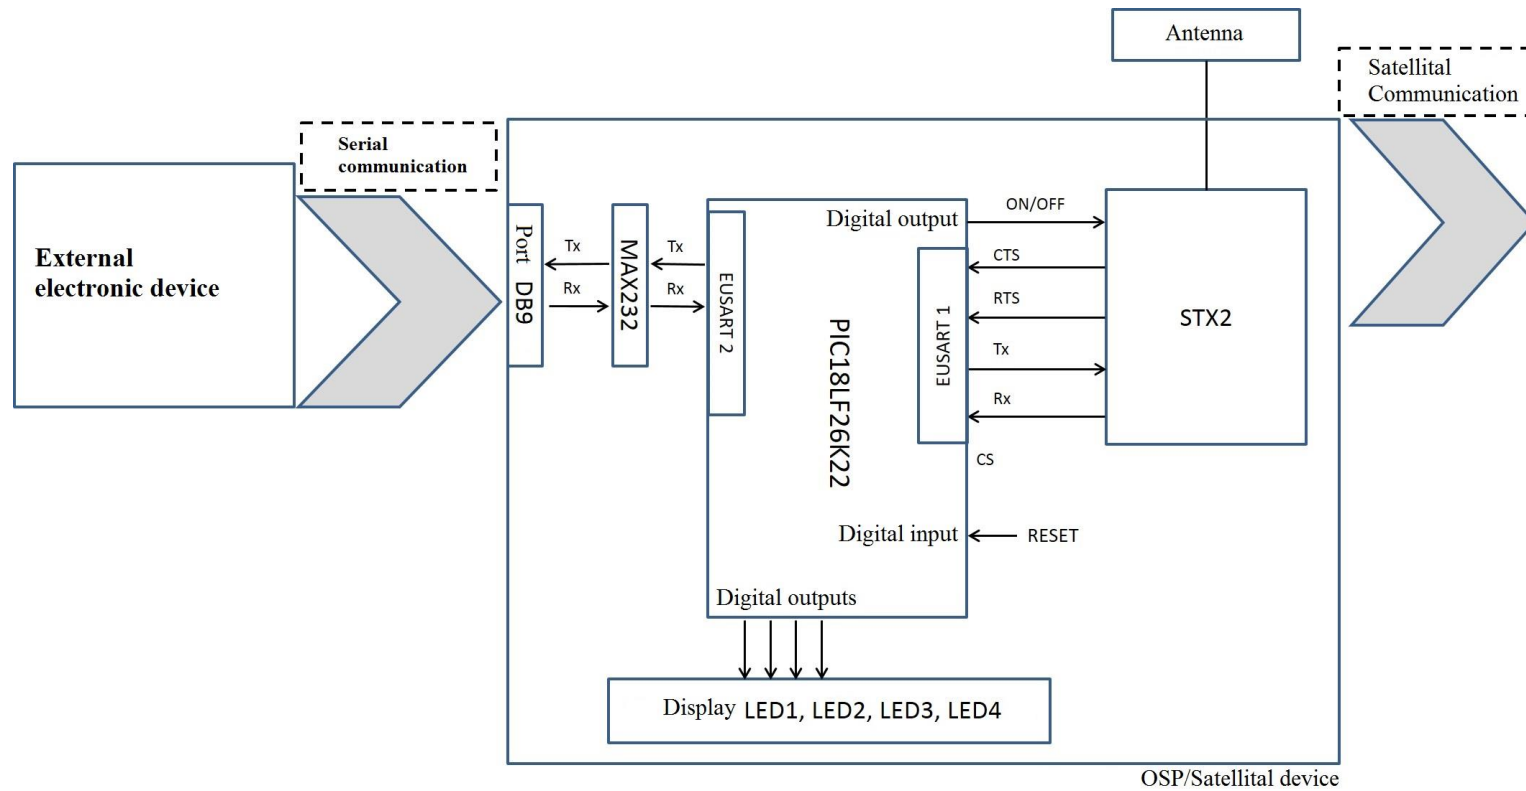 Antenna
Satellital
Communication
Serial
communication
External
electronic device
Port DB9
Tx
Rx
MAX232
Tx
Rx
EUSART 2
PIC18LF26K22
Digital output
EUSART 1
ON/OFF
CTS
RTS
Tx
Rx
CS
STX2
Digital input
RESET
Digital outputs
Display LED1, LED2, LED3, LED4
OSP/Satellital device